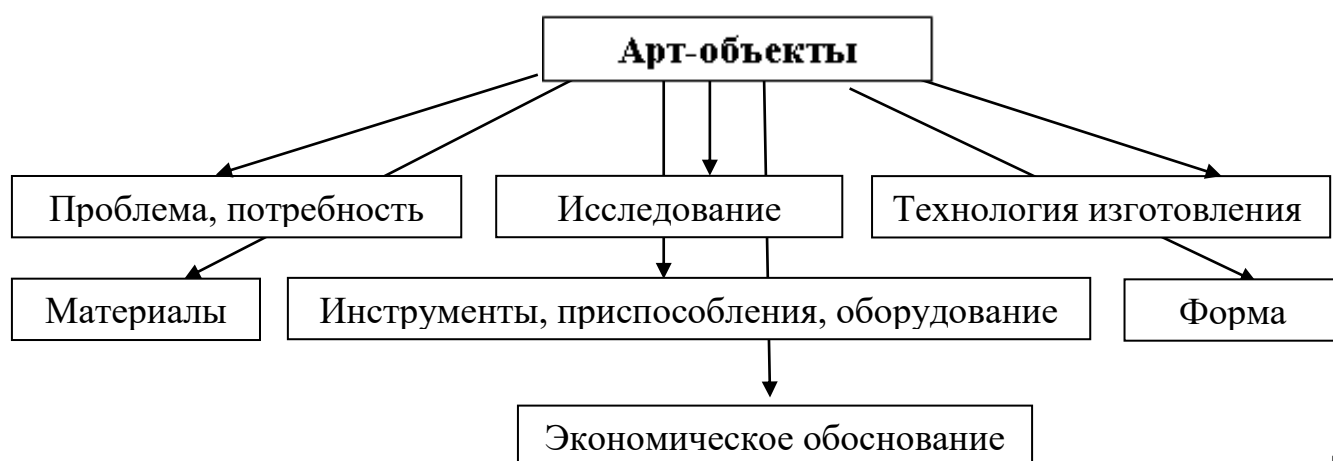 Арт-объекты
Проблема, потребность
Исследование
Технология изготовления
Материалы
Инструменты, приспособления, оборудование
Форма
Экономическое обоснование